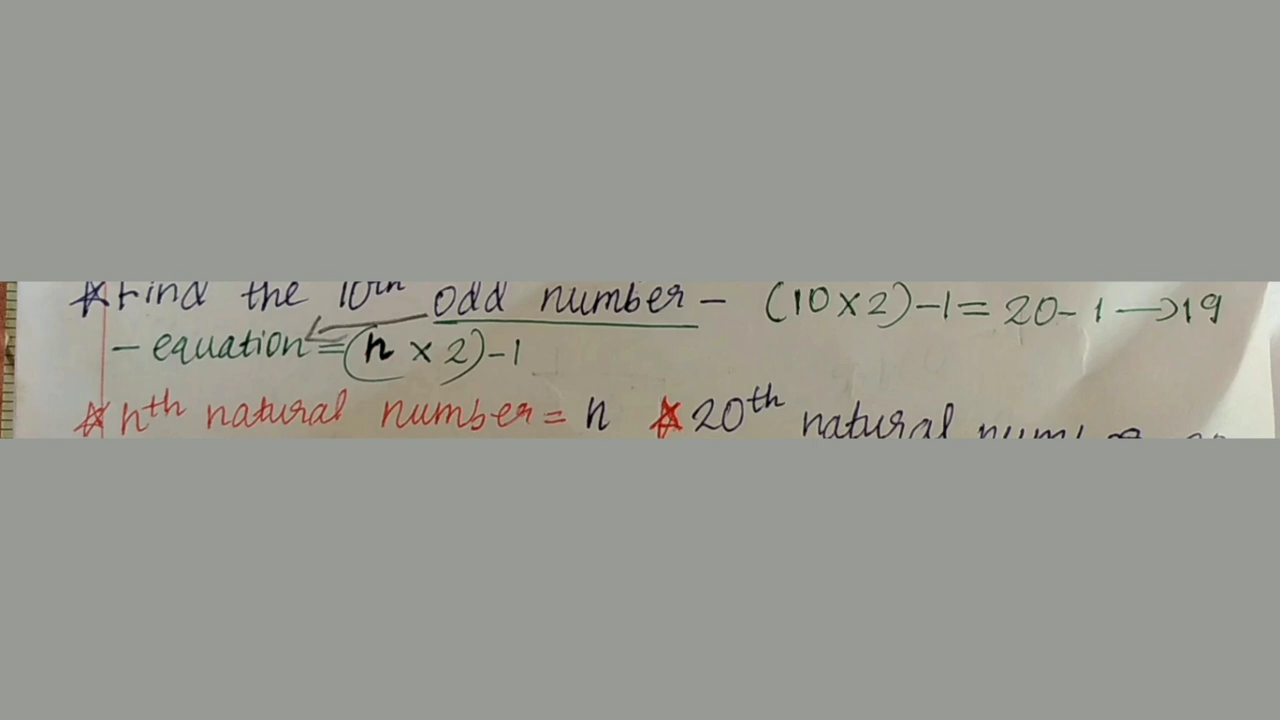 ☆Find the 10th odd number - (10×2)-1= 20-1→19
- equation=(n × 2)-1
☆ nth natural number= n ☆20th natural